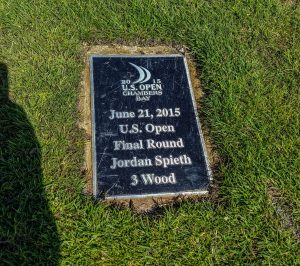 2015
U.S. OPEN
CHAMBERS
BAY
June 21, 2015
U.S. Open
Final Round
Jordan Spieth
3 Wood